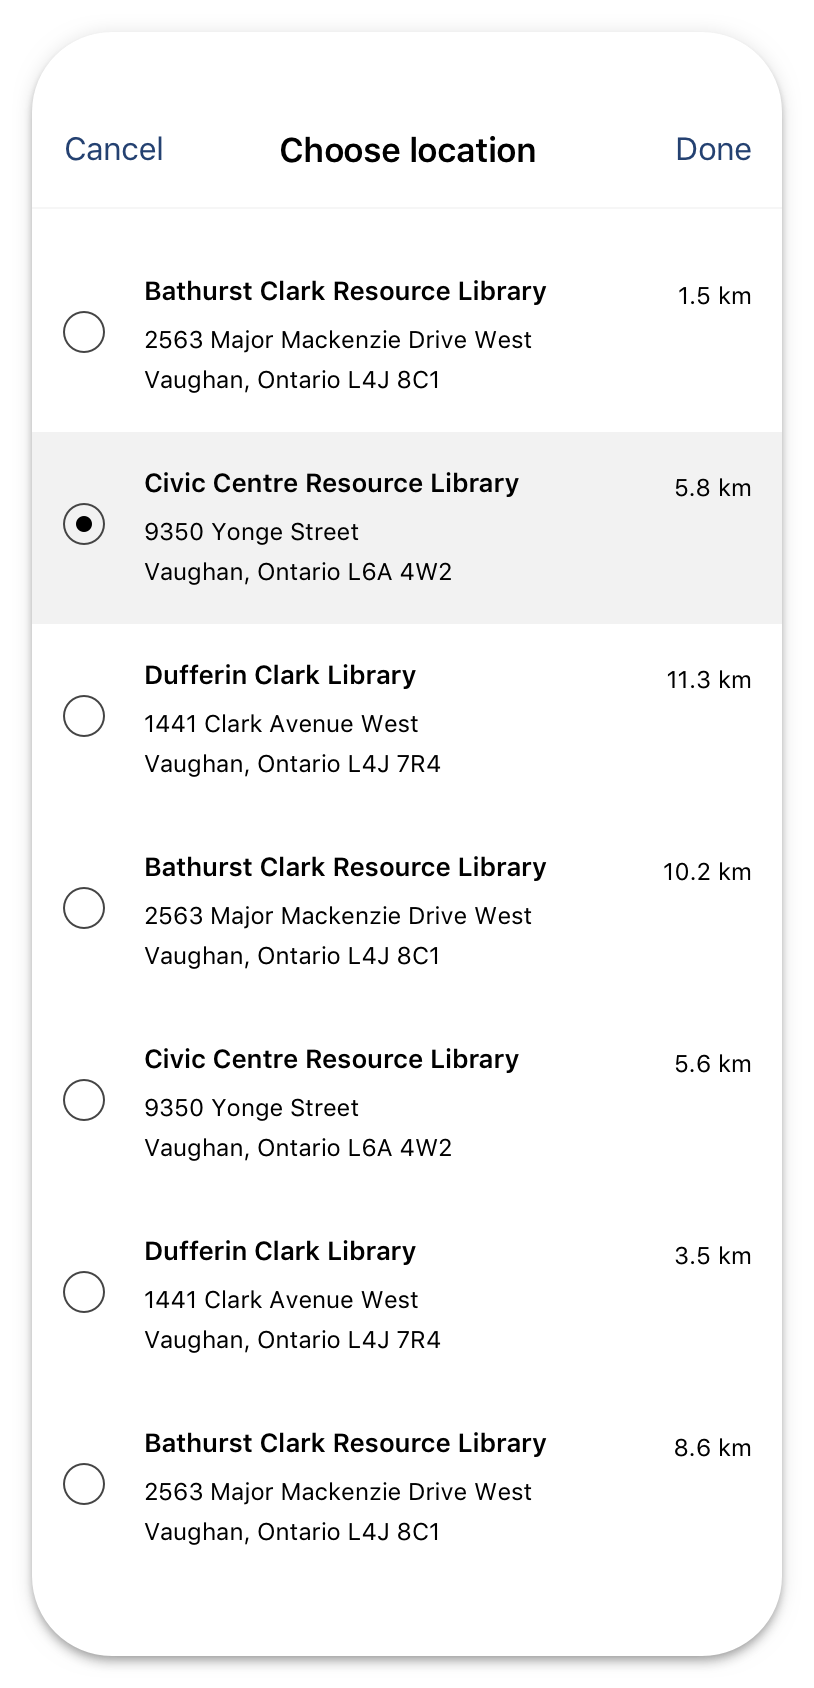 Cancel Choose location Done
Bathurst Clark Resource Library 1.5 km
2563 Major Mackenzie Drive West
Vaughan, Ontario L4J 8C1
Civic Centre Resource Library 5.8 km
9350 Yonge Street
Vaughan, Ontario L6A 4W2
Dufferin Clark Library 11.3 km
1441 Clark Avenue West
Vaughan, Ontario L4J 7R4
Bathurst Clark Resource Library 10.2 km
2563 Major Mackenzie Drive West
Vaughan, Ontario L4J 8C1
Civic Centre Resource Library 5.6 km
9350 Yonge Street
Vaughan, Ontario L6A 4W2
Dufferin Clark Library 3.5 km
1441 Clark Avenue West
Vaughan, Ontario L4J 7R4
Bathurst Clark Resource Library 8.6 km
2563 Major Mackenzie Drive West
Vaughan, Ontario L4J 8C1